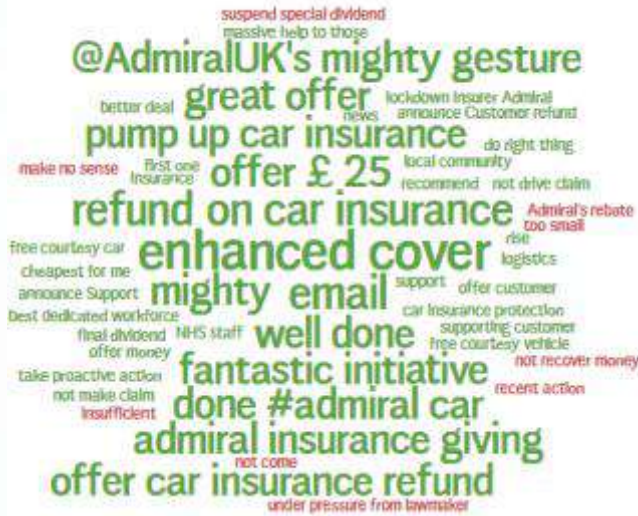 suspend special dividend
massive help to those
@AdmiralUK's mighty gesture
better deal great offer lockdown Insurer Admiral
news announce Customer refund
pump up car insurance do right thing
make no sense first one Insurance offer £ 25 local community
recommend not drive claim
refund on car insurance Admiral's rebate too small
free courtesy car enhanced cover rise
logistics
cheapest for me
announce Support mighty email support offer customer
best dedicated workforce car insurance protection
final dividend NHS staff well done supporting customer
offer money free courtesy vehicle
take proactive action fantastic initiative not recover money
not make claim recent action
Insufficient done #admiral car
admiral insurance giving
not come
offer car insurance refund
under pressure from lawmaker